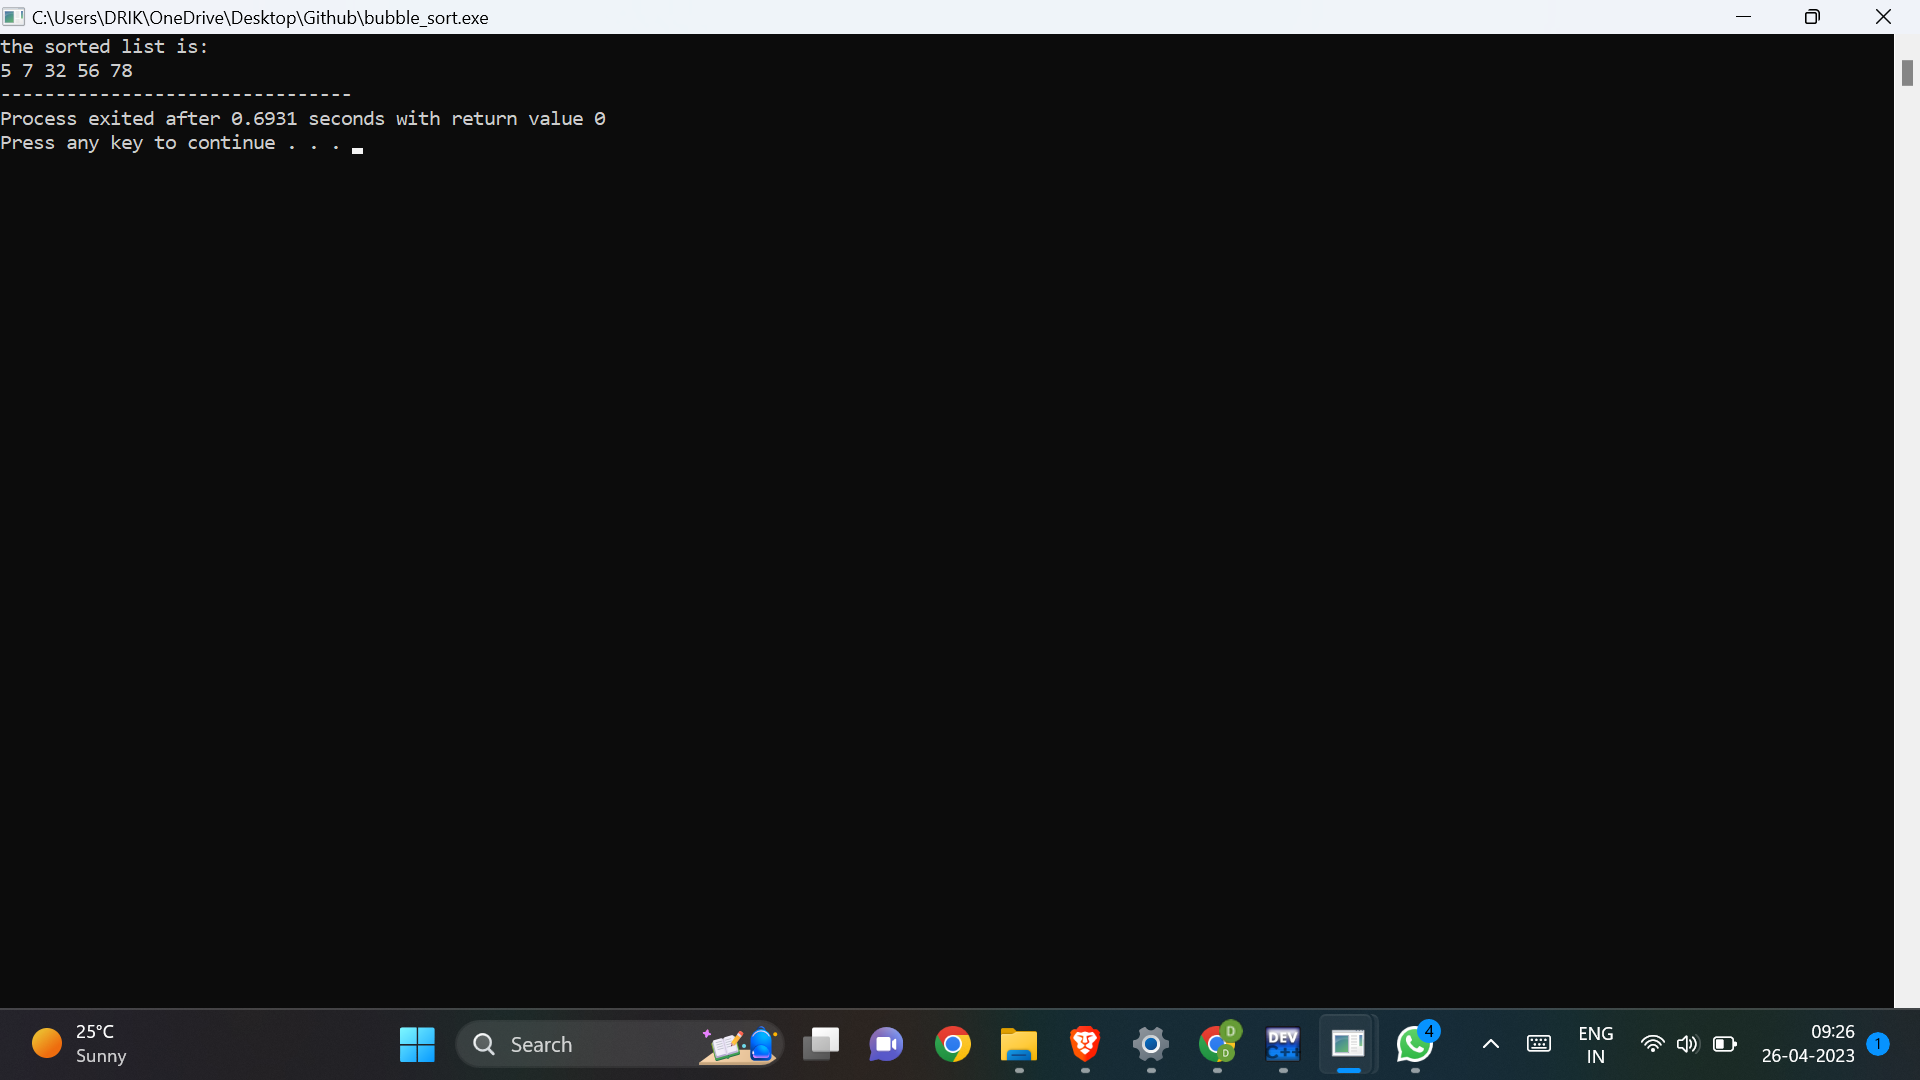 C:\Users\DRIK\OneDrive\Desktop\Github\bubble_sort.exe
the sorted list is:
5 7 32 56 78
--------------------------------
Process exited after 0.6931 seconds with return value 0
Press any key to continue . . .
25°C
Sunny
Search
D
D
DEV
C++
4
ENG
IN
09:26
26-04-2023
1